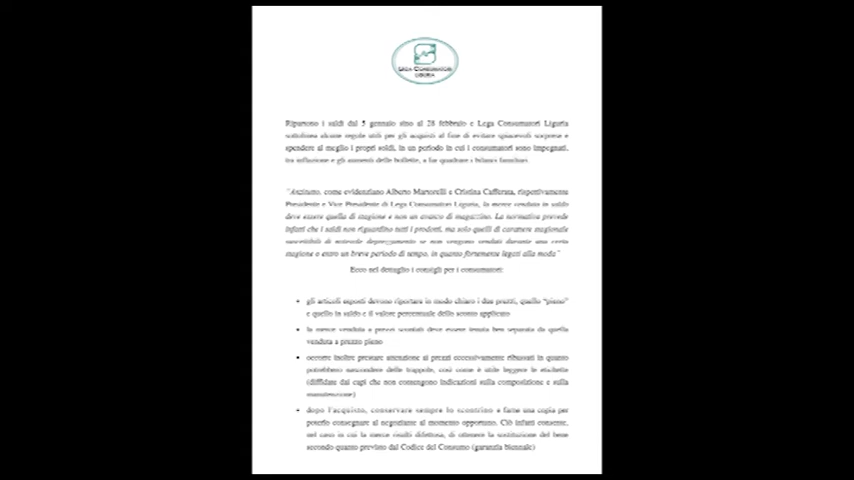 LEGA CONSUMATORI
LIGURIA
Ripartono i saldi dal 5 gennaio sino al 28 febbraio e Lega Consumatori Liguria
sottolinea alcune regole utili per gli acquisti al fine di evitare spiacevoli sorprese e
spendere al meglio i propri soldi, in un periodo in cui i consumatori sono impegnati,
tra inflazione e gli aumenti delle bollette, a far quadrare i bilanci familiari.
"Anzitutto, come evidenziano Alberto Martorelli e Cristina Cafferata, rispettivamente
Presidente e Vice Presidente di Lega Consumatori Liguria, la merce venduta in saldo
deve essere quella di stagione e non un avanzo di magazzino. La normativa prevede
infatti che i saldi non riguardino tutti i prodotti, ma solo quelli di carattere stagionale
suscettibili di notevole deprezzamento se non vengono venduti durante una certa
stagione o entro un breve periodo di tempo, in quanto fortemente legati alla moda"
Ecco nel dettaglio i consigli per i consumatori:
• gli articoli esposti devono riportare in modo chiaro i due prezzi, quello "pieno"
e quello in saldo e il valore percentuale dello sconto applicato
• la merce venduta a prezzi scontati deve essere tenuta ben separata da quella
venduta a prezzo pieno
• occorre inoltre prestare attenzione ai prezzi eccessivamente ribassati in quanto
potrebbero nascondere delle trappole, così come è utile leggere le etichette
(diffidate dai capi che non contengono indicazioni sulla composizione e sulla
manutenzione)
• dopo l'acquisto, conservare sempre lo scontrino e farne una copia per
poterlo consegnare al negoziante al momento opportuno. Ciò infatti consente,
nel caso in cui la merce risulti difettosa, di ottenere la sostituzione del bene
secondo quanto previsto dal Codice del Consumo (garanzia biennale)